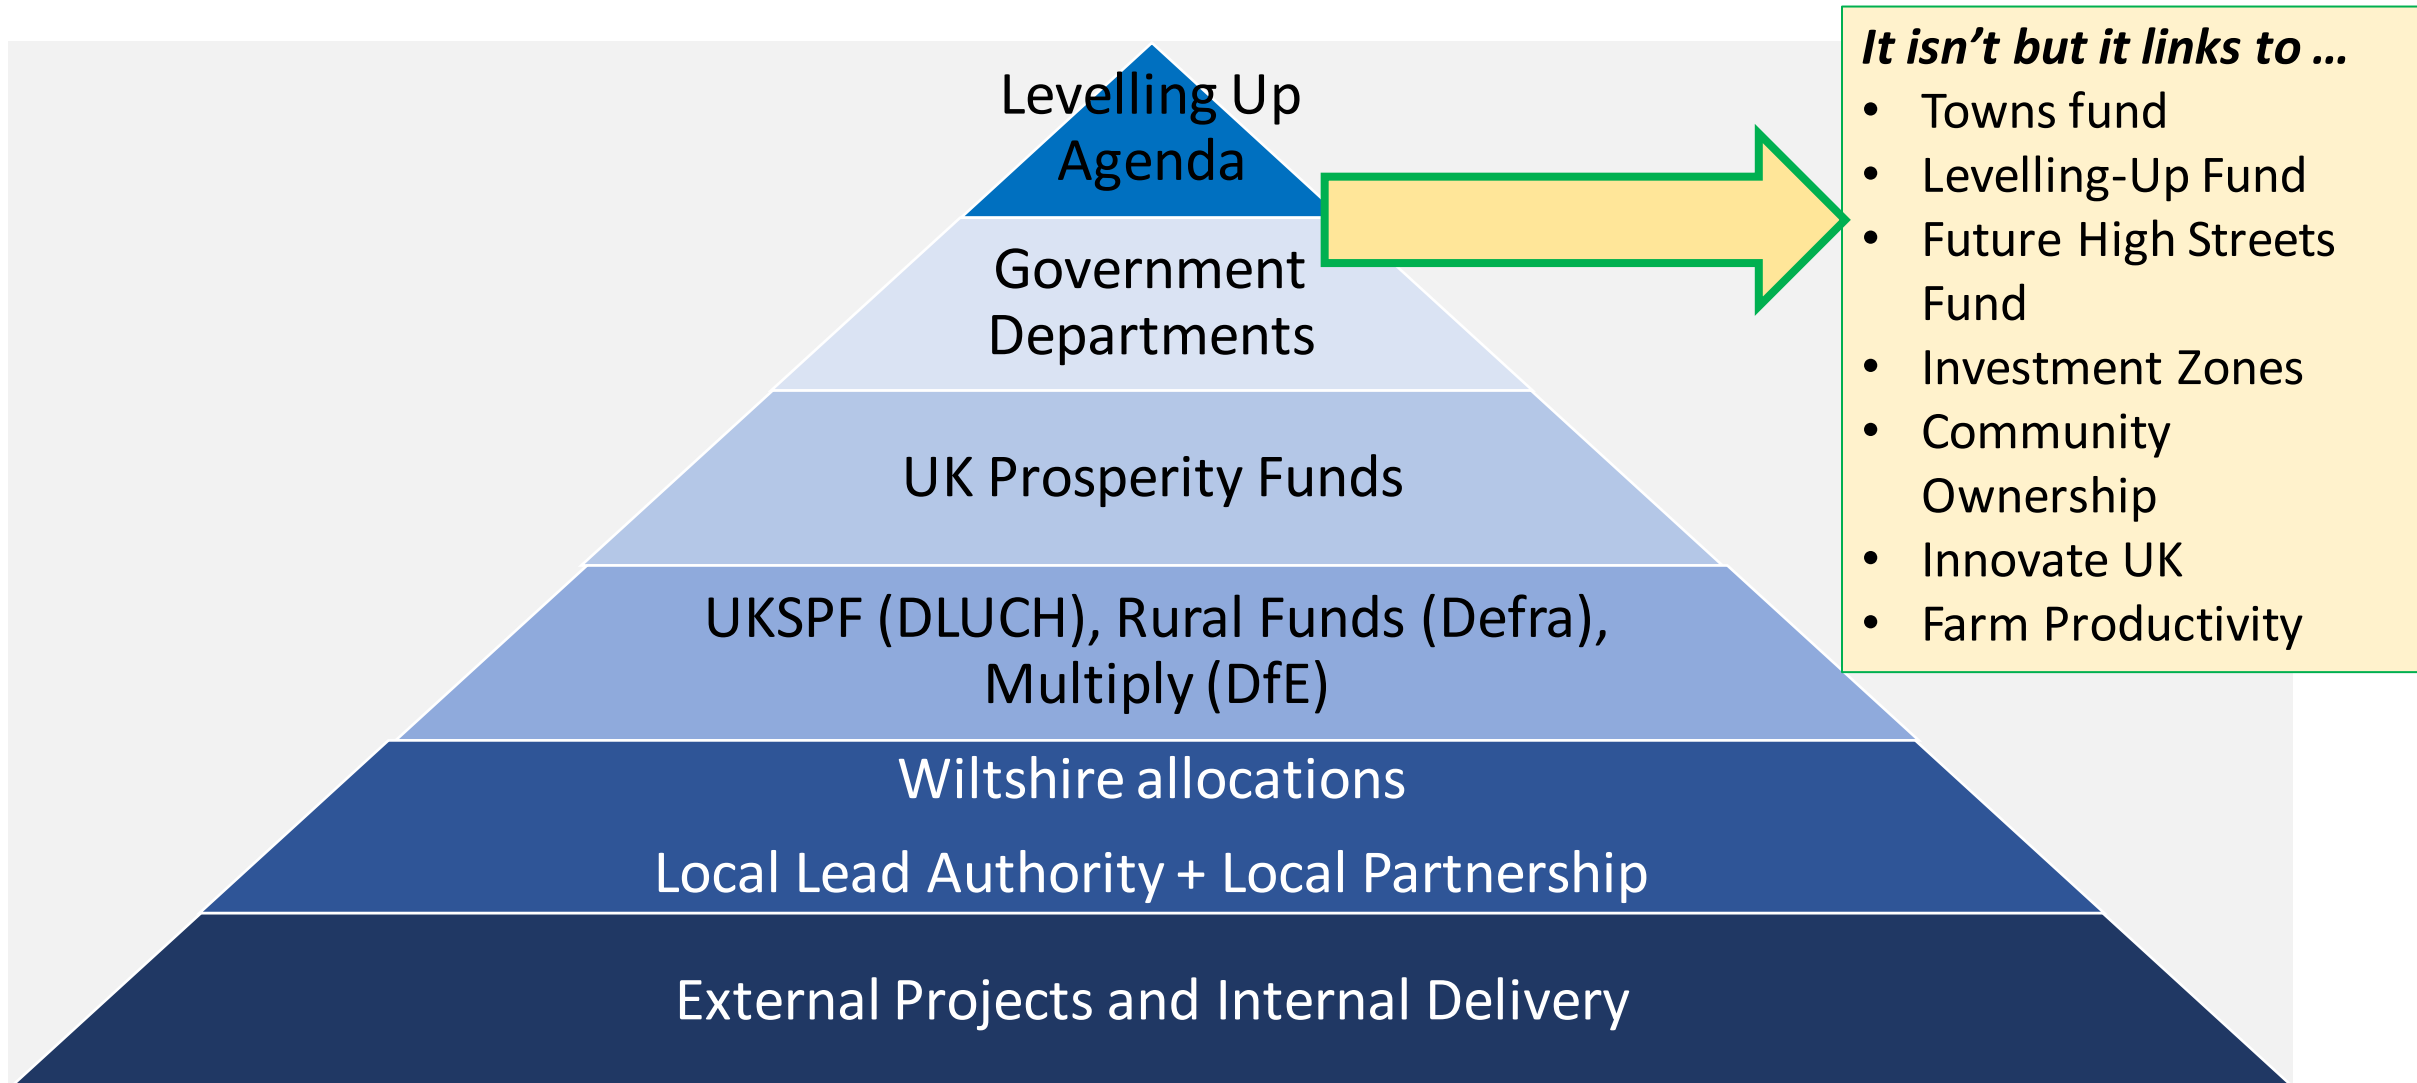 Levelling Up
Agenda
Government
Departments
UK Prosperity Funds
UKSPF (DLUCH), Rural Funds (Defra),
Multiply (DfE)
Wiltshire allocations
Local Lead Authority + Local Partnership
External Projects and Internal Delivery
It isn’t but it links to …
• Towns fund
• Levelling-Up Fund
• Future High Streets
Fund
• Investment Zones
• Community
Ownership
• Innovate UK
• Farm Productivity